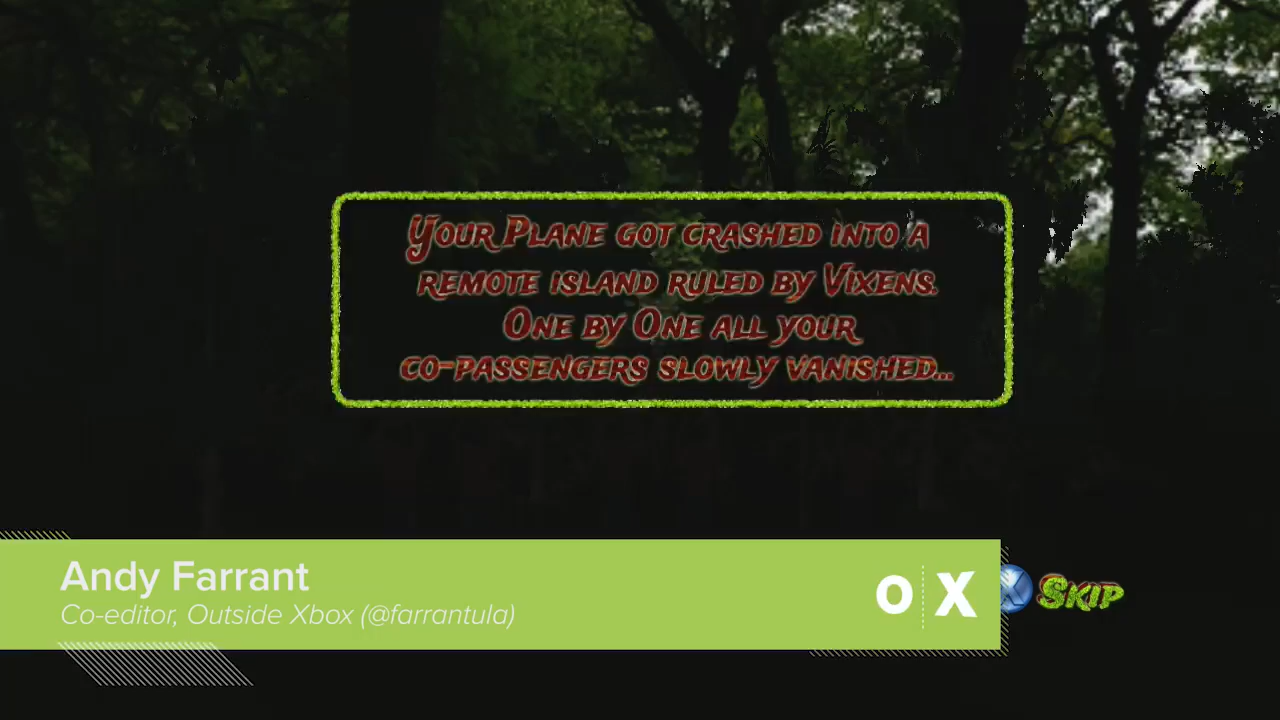 Your Plane got crashed into a
remote island ruled by Vixens.
One by One all your
co-passengers slowly vanished...
Andy Farrant
Co-editor, Outside Xbox (@farrantula)
O X
X Skip